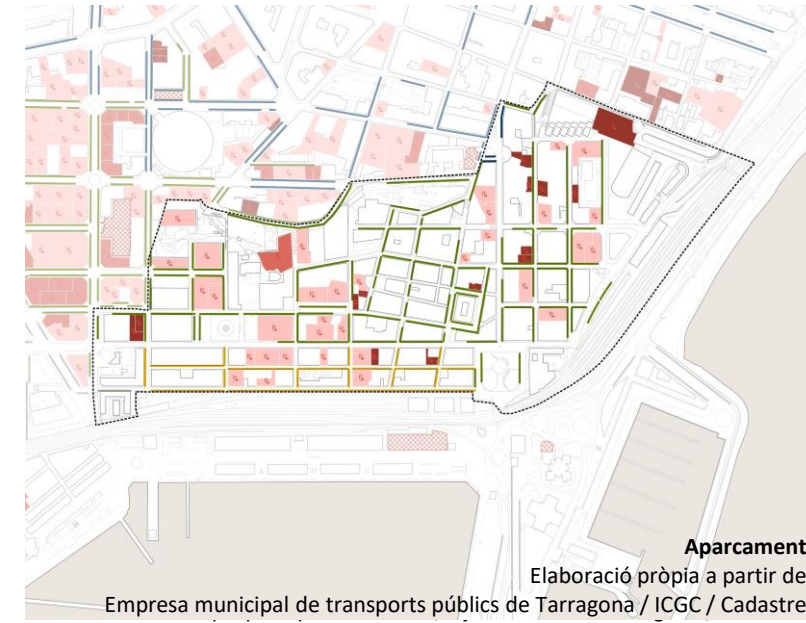 Aparcament
Elaboració pròpia a partir de
Empresa municipal de transports públics de Tarragona / ICGC / Cadastre